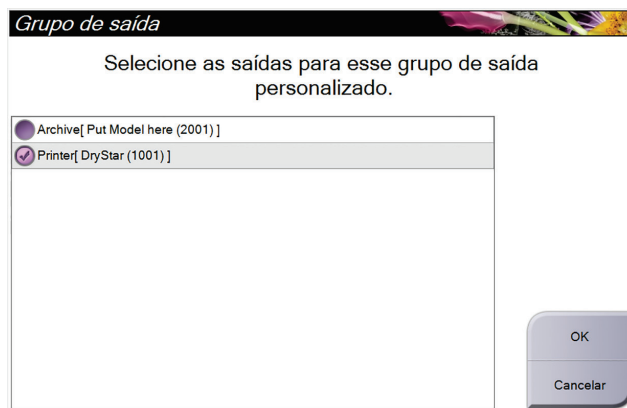 Grupo de saída
Selecione as saídas para esse grupo de saída
personalizado.
Archive[ Put Model here (2001) ]
Printer[ DryStar (1001) ]
OK
Cancelar